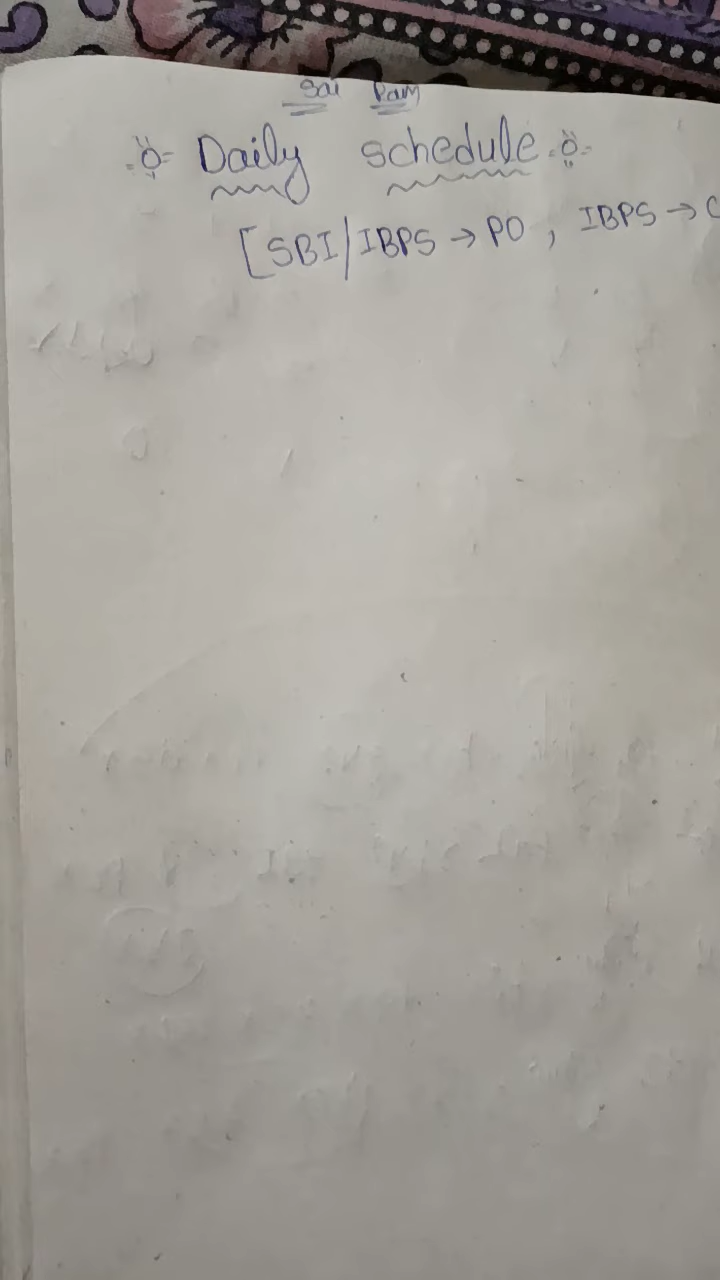 Sai Ram
Daily schedule
[SBI/IBPS → PO, IBPS → C